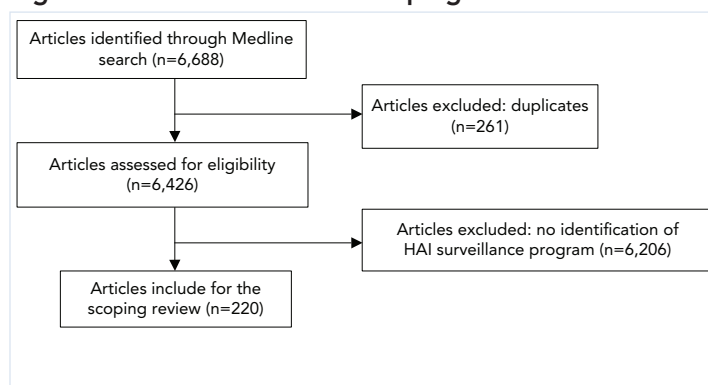 Articles identified through Medline
search (n=6,688)
Articles excluded: duplicates
(n=261)
Articles assessed for eligibility
(n=6,426)
Articles excluded: no identification of
HAI surveillance program (n=6,206)
Articles include for the
scoping review (n=220)